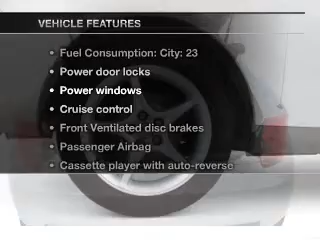 VEHICLE FEATURES
• Fuel Consumption: City: 23
• Power door locks
• Power windows
• Cruise control
• Front Ventilated disc brakes
• Passenger Airbag
• Cassette player with auto-reverse